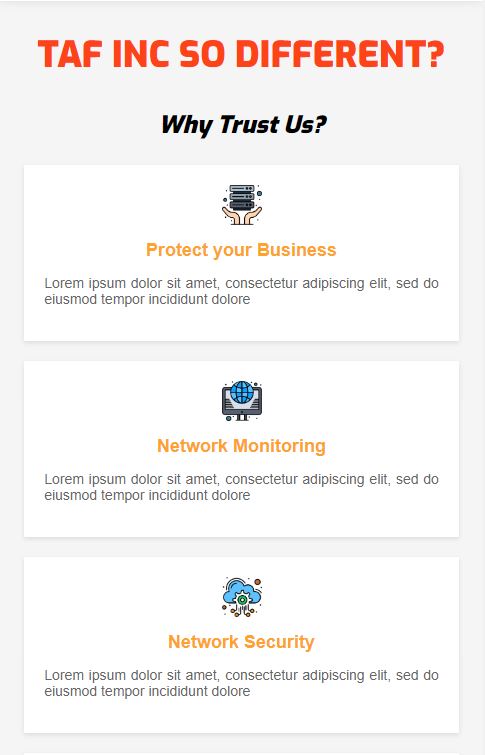 TAF INC SO DIFFERENT?
Why Trust Us?
Protect your Business
Lorem ipsum dolor sit amet, consectetur adipiscing elit, sed do
eiusmod tempor incididunt dolore
Network Monitoring
Lorem ipsum dolor sit amet, consectetur adipiscing elit, sed do
eiusmod tempor incididunt dolore
Network Security
Lorem ipsum dolor sit amet, consectetur adipiscing elit, sed do
eiusmod tempor incididunt dolore